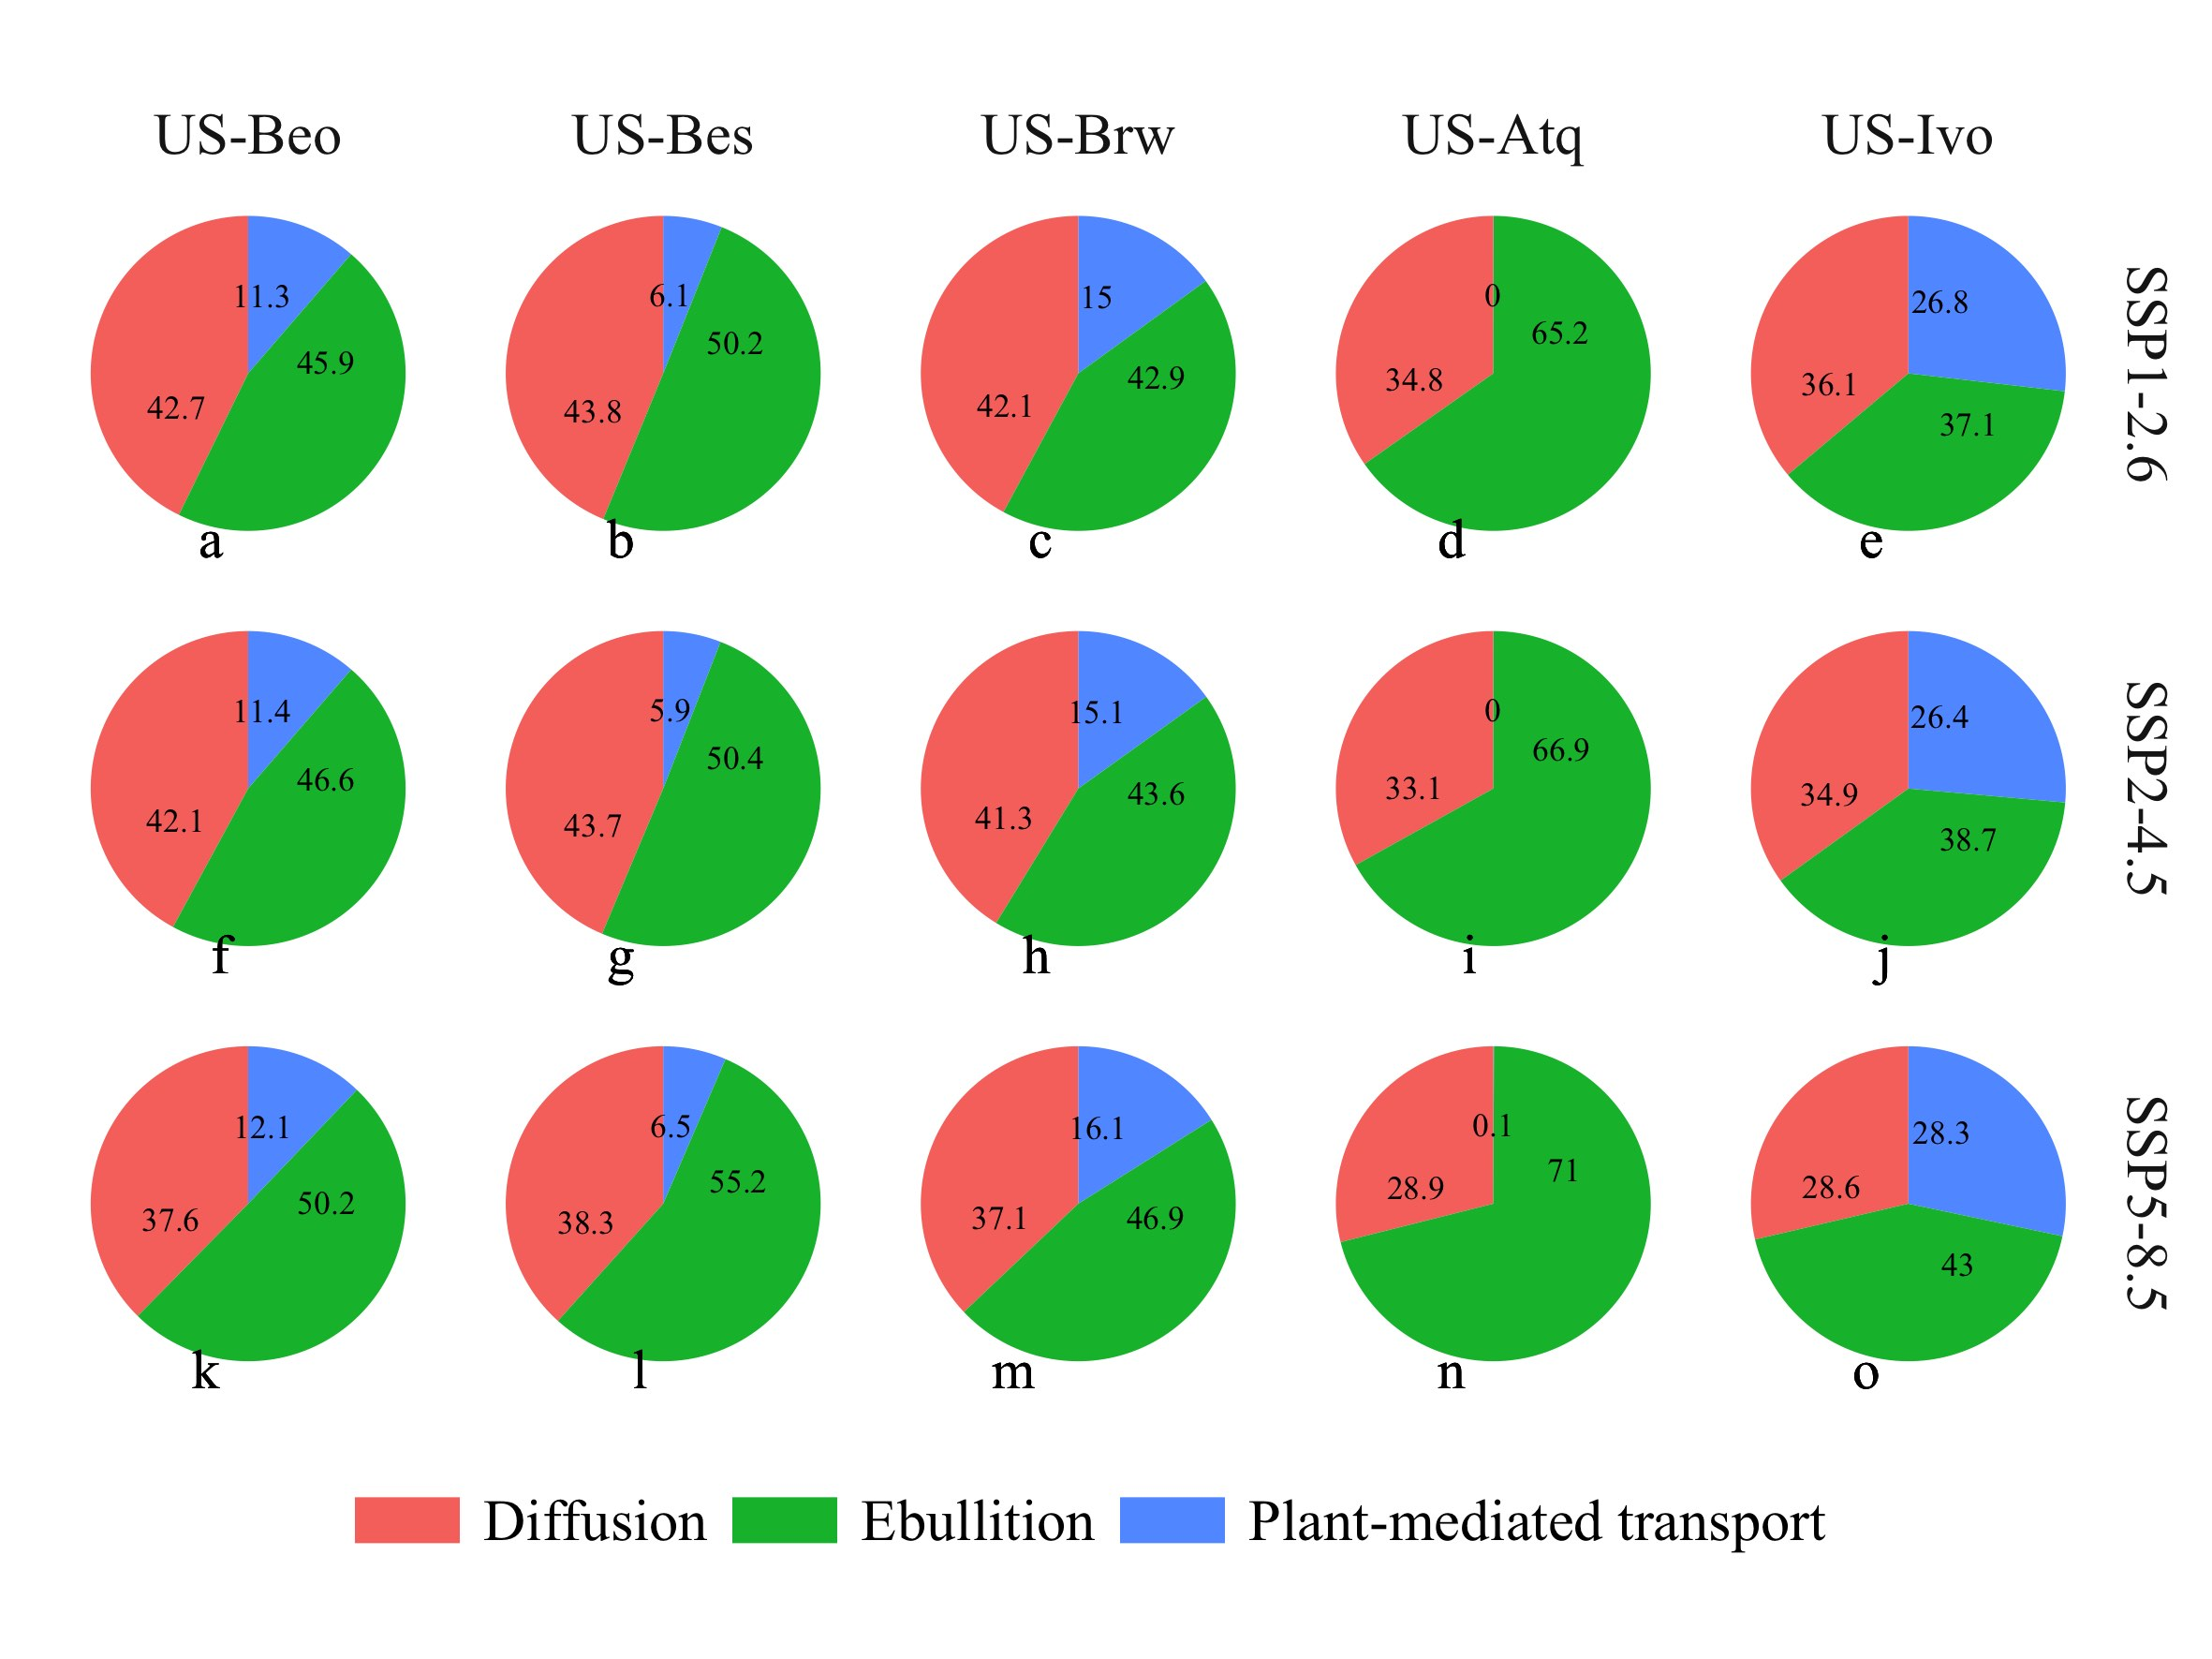 US-Beo US-Bes US-Brw US-Atq US-Ivo
11.3 45.9 42.7
6.1 50.2 43.8
15 42.9 42.1
0 65.2 34.8
26.8 36.1 37.1
SSP1-2.6
a b c d e
11.4 46.6 42.1
5.9 50.4 43.7
15.1 43.6 41.3
0 66.9 33.1
26.4 34.9 38.7
SSP2-4.5
f g h i j
12.1 50.2 37.6
6.5 55.2 38.3
16.1 46.9 37.1
0.1 71 28.9
28.3 28.6 43
SSP5-8.5
k l m n o
Diffusion Ebullition Plant-mediated transport